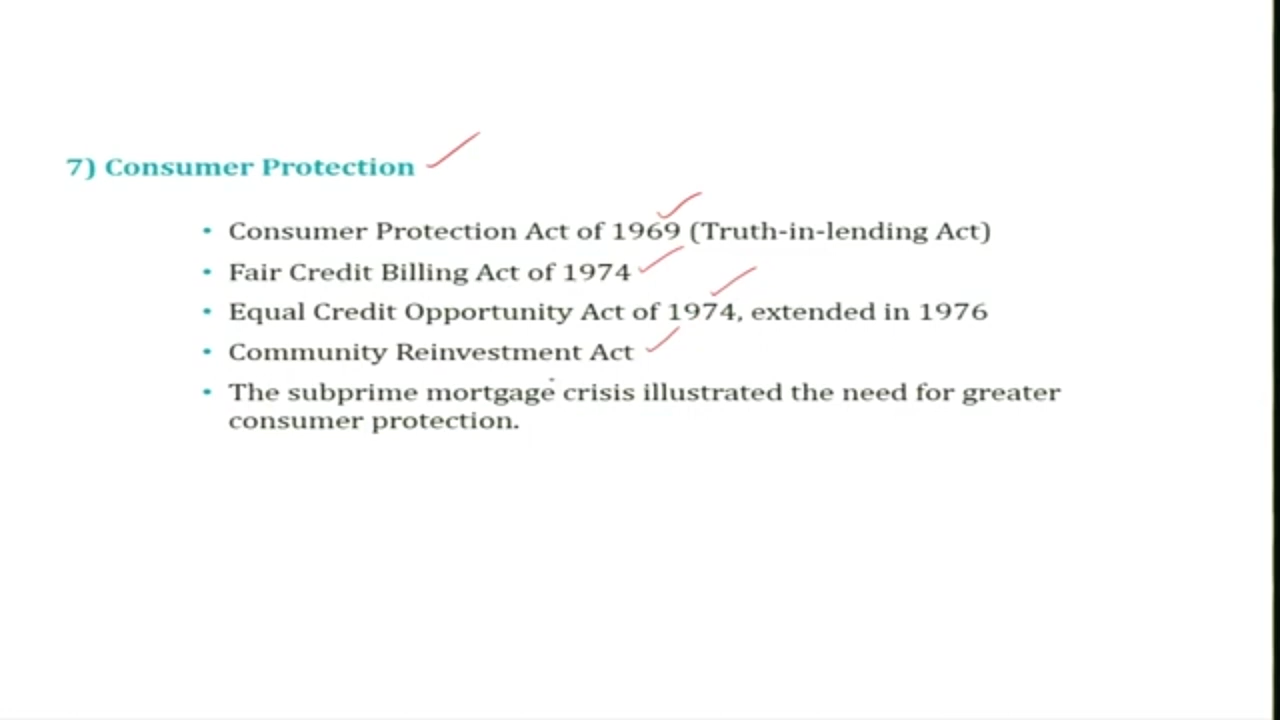 7) Consumer Protection
• Consumer Protection Act of 1969 (Truth-in-lending Act)
• Fair Credit Billing Act of 1974
• Equal Credit Opportunity Act of 1974, extended in 1976
• Community Reinvestment Act
• The subprime mortgage crisis illustrated the need for greater
consumer protection.